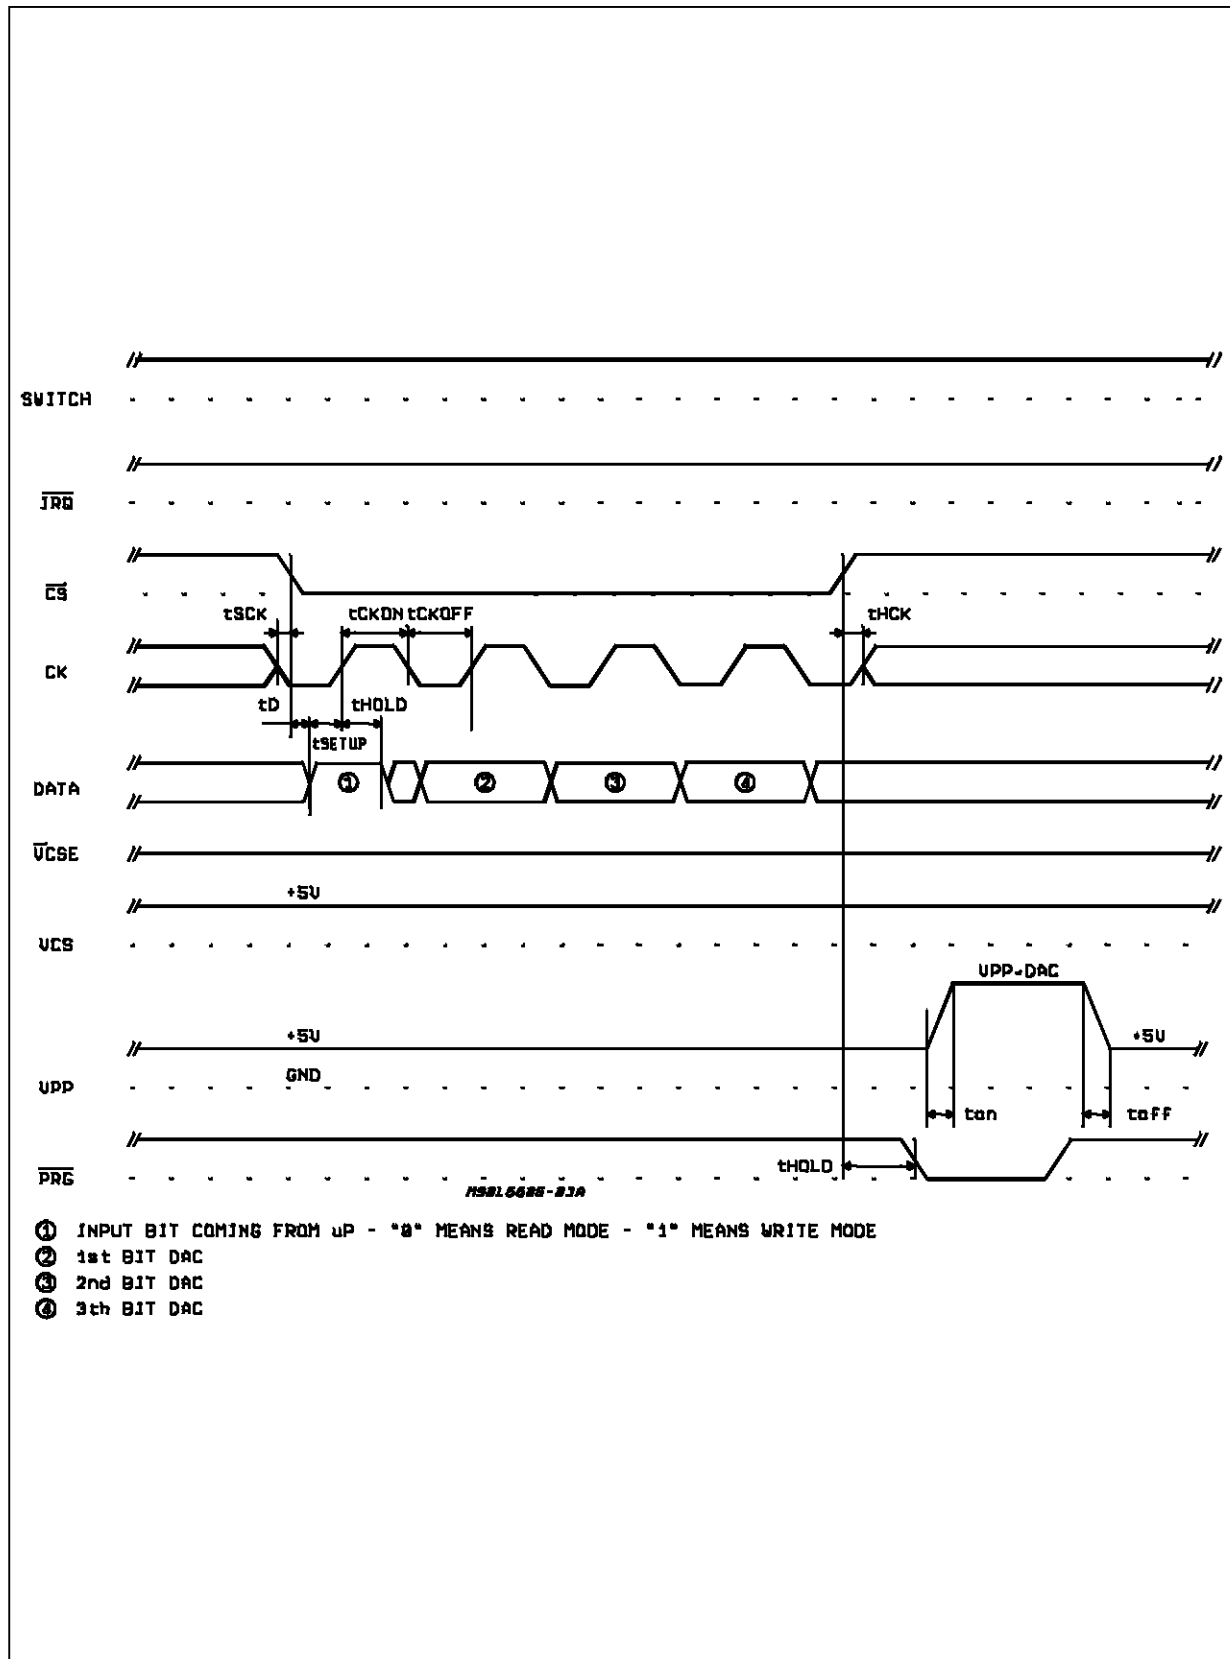 SWITCH
IRQ
CS
tSCK tCKON tCKOFF tHCK
CK
tD tHOLD
tSETUP
①
②
③
④
DATA
VCSE
+5V
VCS
VPP-DAC
+5V
+5V
GND
VPP
ton
toff
tHOLD
PRG
① INPUT BIT COMING FROM uP - "0" MEANS READ MODE - "1" MEANS WRITE MODE
② 1st BIT DAC
③ 2nd BIT DAC
④ 3th BIT DAC